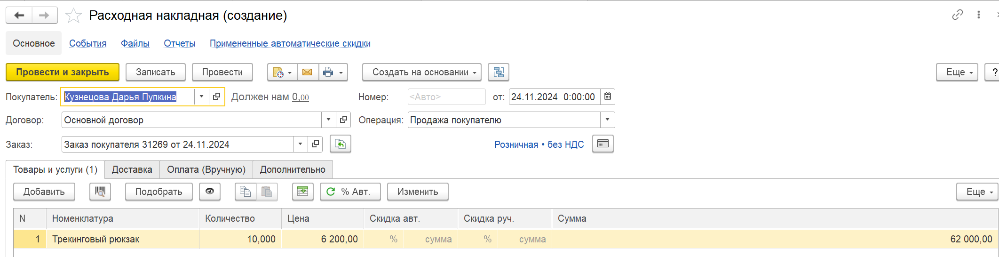 Расходная накладная (создание)
Основное События Файлы Отчеты Примененные автоматические скидки
Провести и закрыть Записать Провести Создать на основании Еще ?
Покупатель: Кузнецова Дарья Пупкина Должен нам 0,00 Номер: <Авто> от: 24.11.2024 0:00:00
Договор: Основной договор Операция: Продажа покупателю
Заказ: Заказ покупателя 31269 от 24.11.2024 Розничная • без НДС
Товары и услуги (1) Доставка Оплата (Вручную) Дополнительно
Добавить Подобрать % Авт. Изменить Еще
N Номенклатура Количество Цена Скидка авт. Скидка руч. Сумма
1 Трекинговый рюкзак 10,000 6 200,00 % сумма % сумма 62 000,00